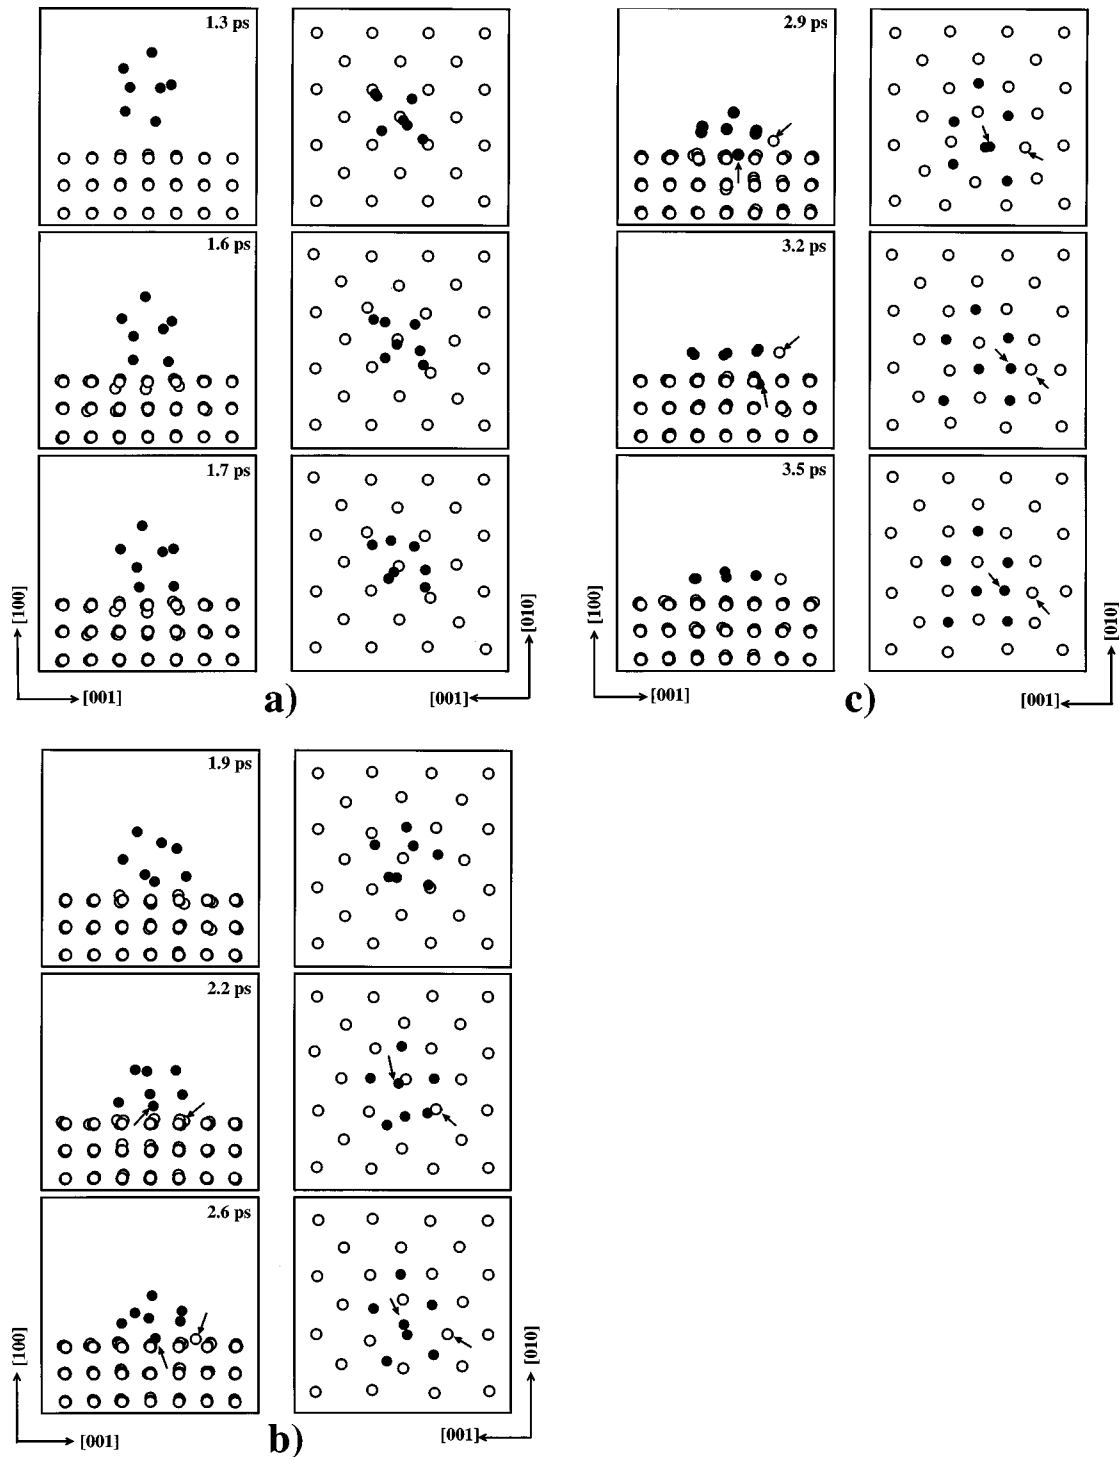 1.3 ps
1.6 ps
1.7 ps
[100]
[001]
a)
[001]
[010]
2.9 ps
3.2 ps
3.5 ps
[100]
[001]
c)
[001]
[010]
1.9 ps
2.2 ps
2.6 ps
[100]
[001]
b)
[001]
[010]